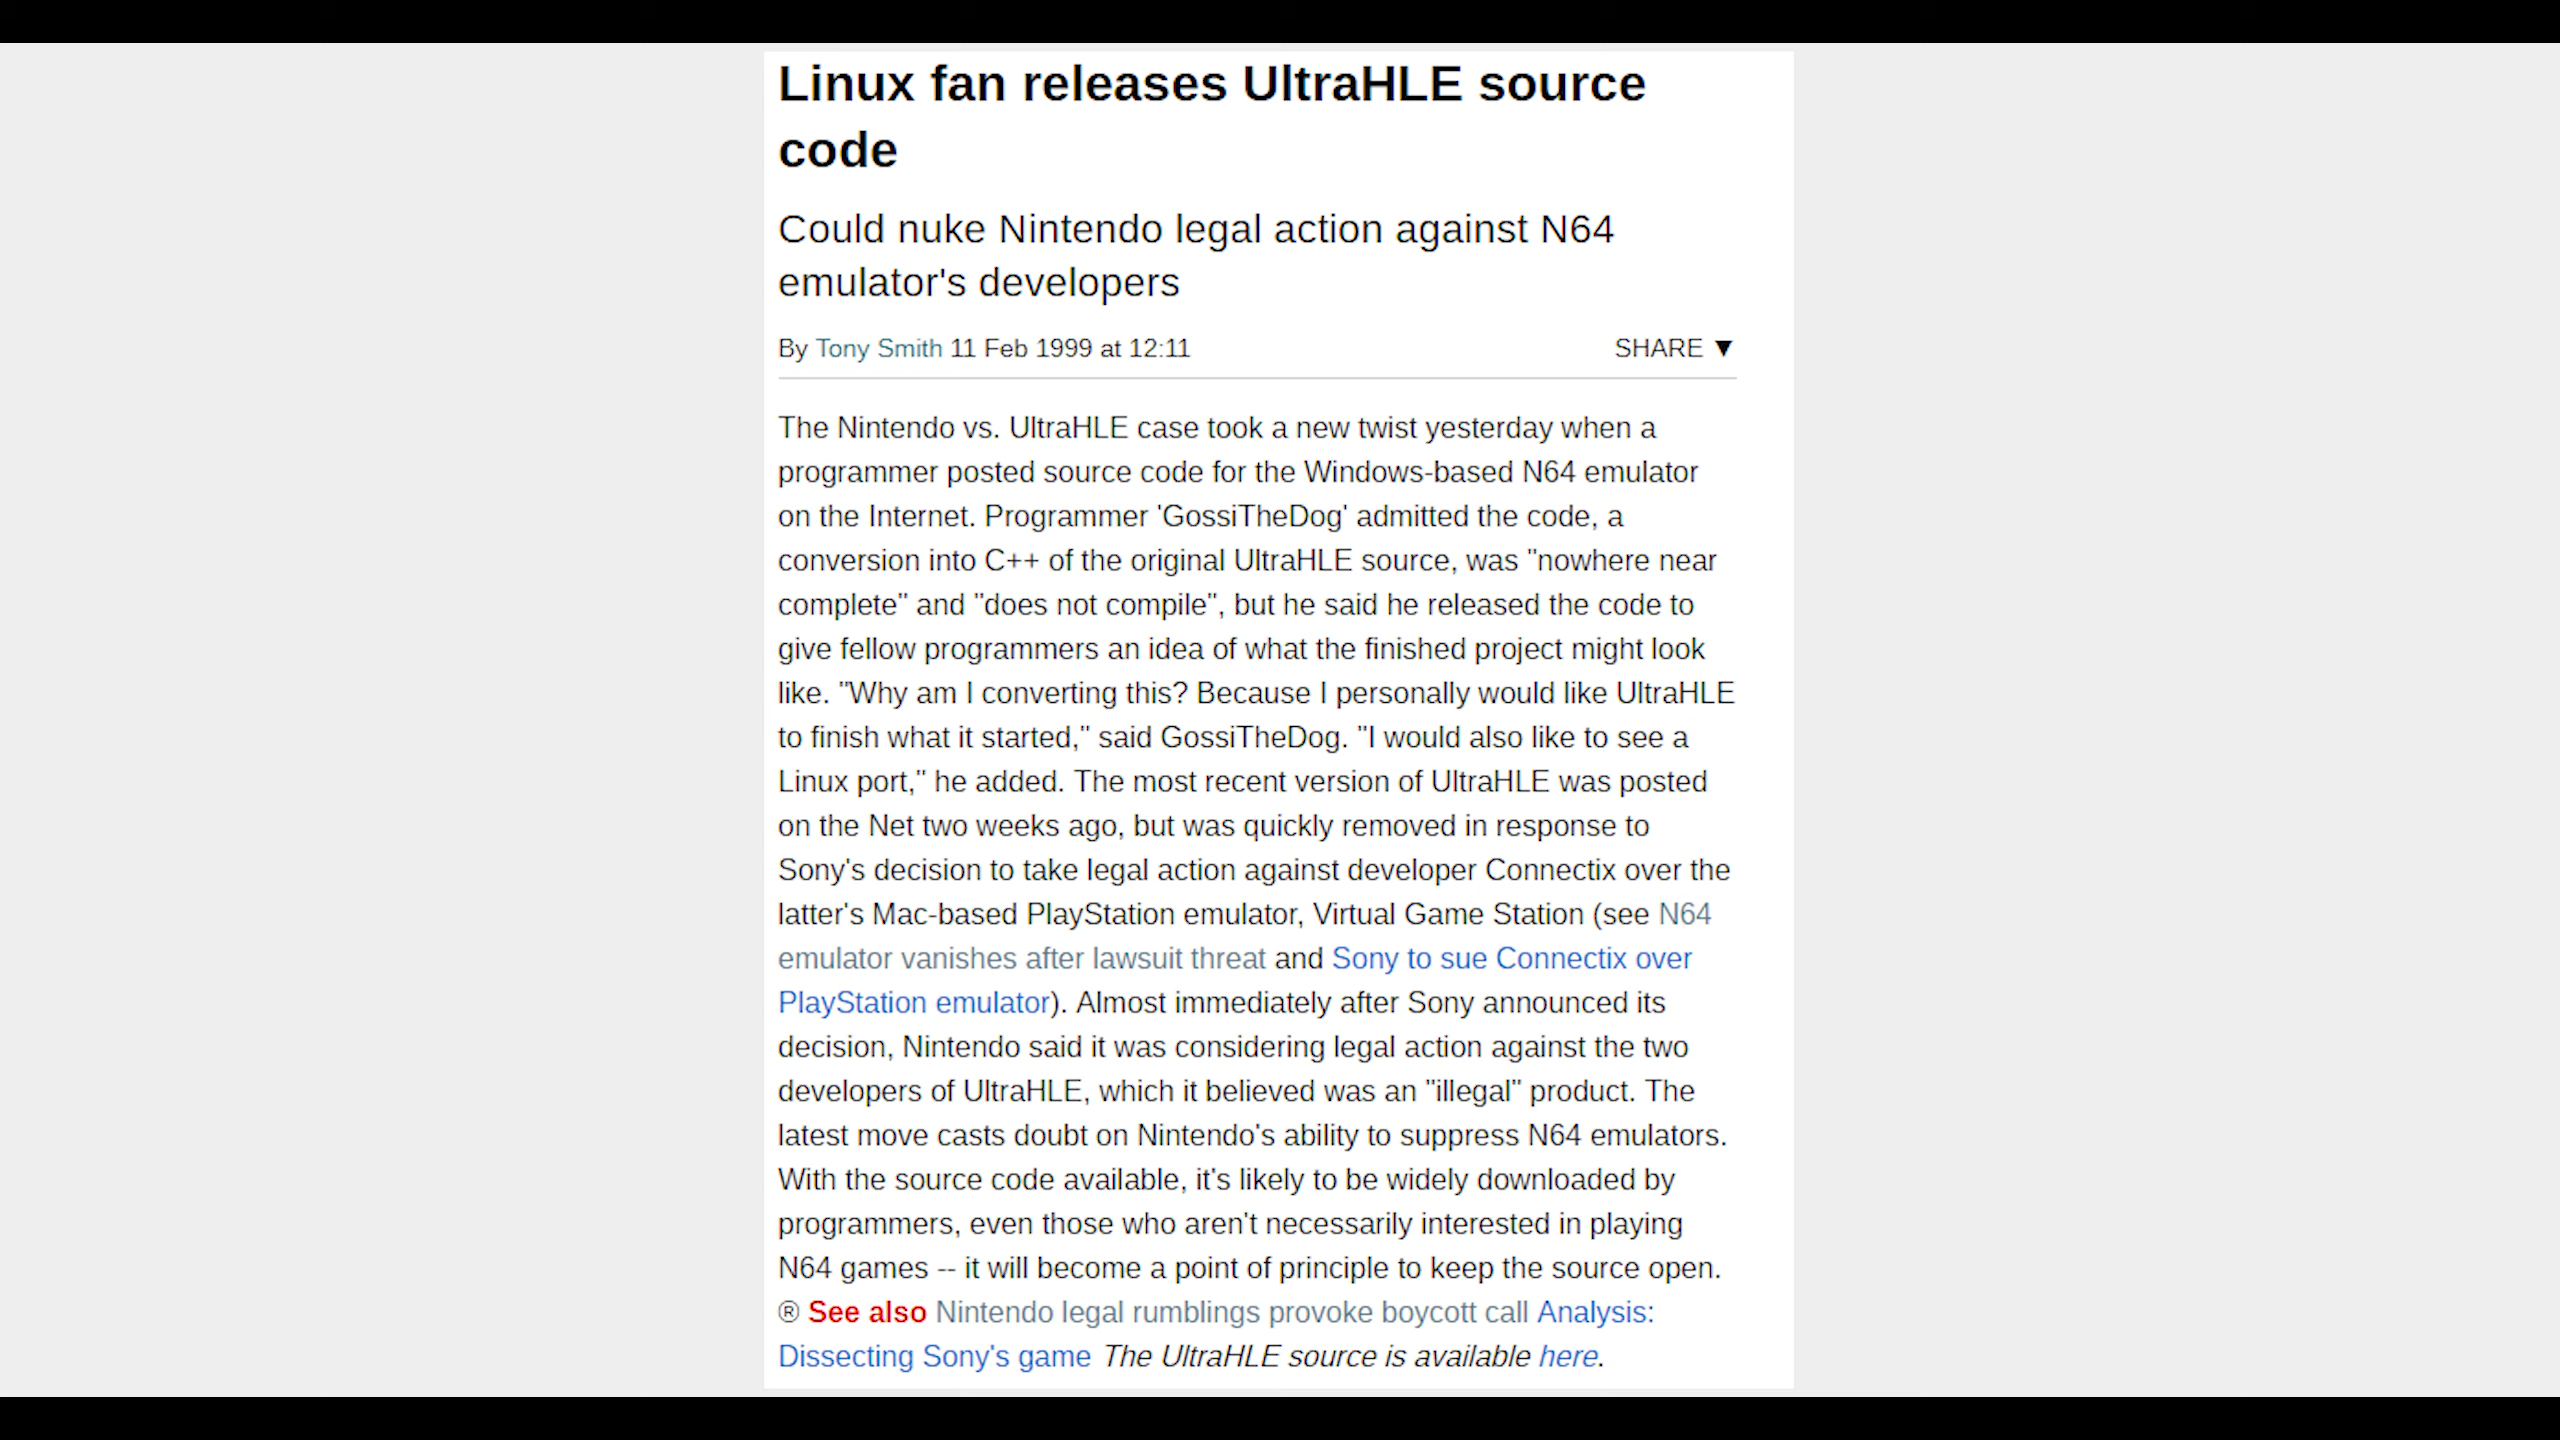 Linux fan releases UltraHLE source
code
Could nuke Nintendo legal action against N64
emulator's developers
By Tony Smith 11 Feb 1999 at 12:11 SHARE ▼
The Nintendo vs. UltraHLE case took a new twist yesterday when a
programmer posted source code for the Windows-based N64 emulator
on the Internet. Programmer 'GossiTheDog' admitted the code, a
conversion into C++ of the original UltraHLE source, was "nowhere near
complete" and "does not compile", but he said he released the code to
give fellow programmers an idea of what the finished project might look
like. "Why am I converting this? Because I personally would like UltraHLE
to finish what it started," said GossiTheDog. "I would also like to see a
Linux port," he added. The most recent version of UltraHLE was posted
on the Net two weeks ago, but was quickly removed in response to
Sony's decision to take legal action against developer Connectix over the
latter's Mac-based PlayStation emulator, Virtual Game Station (see N64
emulator vanishes after lawsuit threat and Sony to sue Connectix over
PlayStation emulator). Almost immediately after Sony announced its
decision, Nintendo said it was considering legal action against the two
developers of UltraHLE, which it believed was an "illegal" product. The
latest move casts doubt on Nintendo's ability to suppress N64 emulators.
With the source code available, it's likely to be widely downloaded by
programmers, even those who aren't necessarily interested in playing
N64 games -- it will become a point of principle to keep the source open.
® See also Nintendo legal rumblings provoke boycott call Analysis:
Dissecting Sony's game The UltraHLE source is available here.